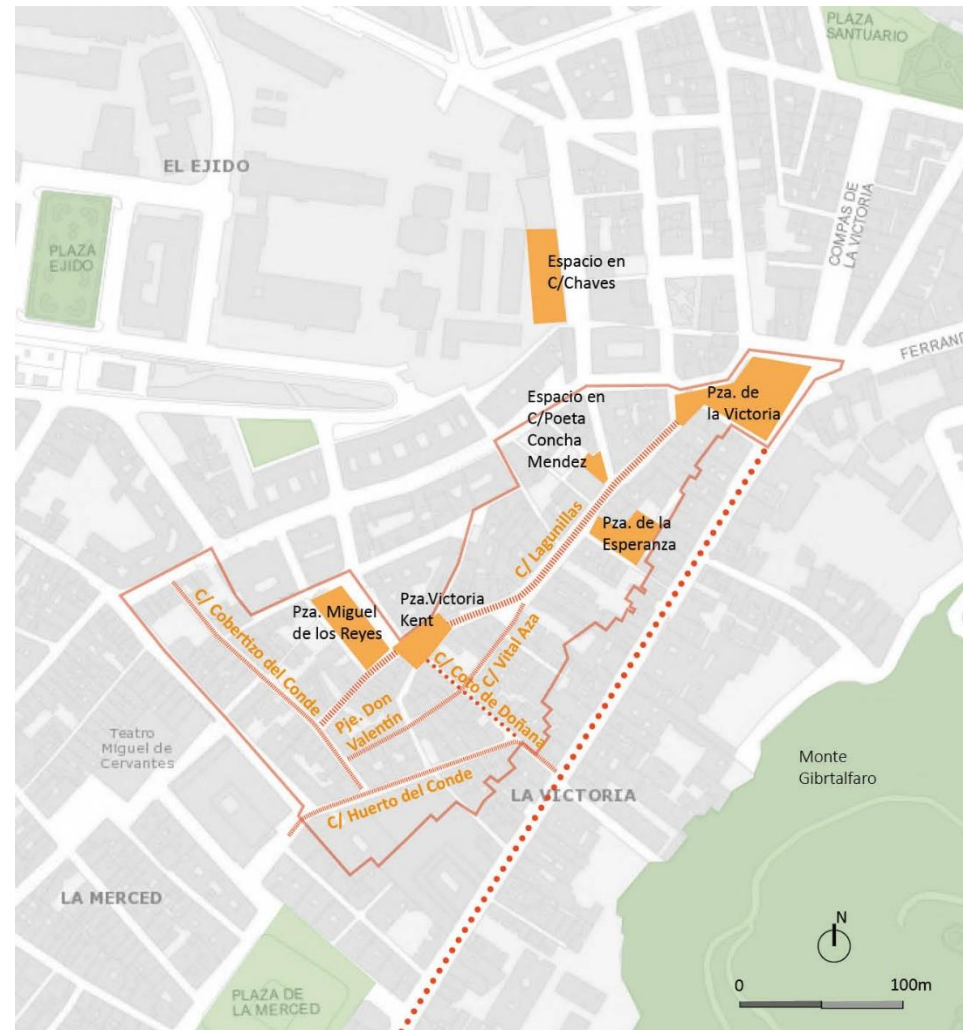 PLAZA
SANTUARIO
EL EJIDO
COMPAS DE
LA VICTORIA
PLAZA
EJIDO
Espacio en
C/Chaves
FERRAND
Espacio en
C/Poeta
Concha
Mendez
Pza. de
la Victoria
C/ Lagunillas
Pza. de la
Esperanza
Pza. Miguel
de los Reyes
Pza.Victoria
Kent
C/ Cobertizo del Conde
C/ Vital Aza
C/ Coto de Doñana
Pje. Don
Valentín
Teatro
Miguel de
Cervantes
Monte
Gibrtalfaro
LA VICTORIA
C/ Huerto del Conde
LA MERCED
N
PLAZA DE
LA MERCED
0 100m